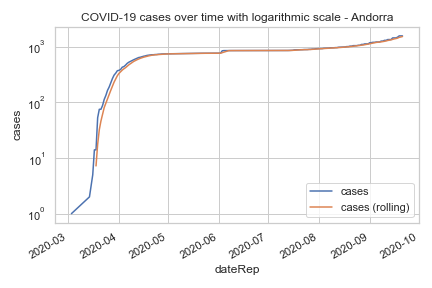 COVID-19 cases over time with logarithmic scale - Andorra
10³
10²
10¹
10⁰
cases
cases
cases (rolling)
2020-03
2020-04
2020-05
2020-06
2020-07
2020-08
2020-09
2020-10
dateRep